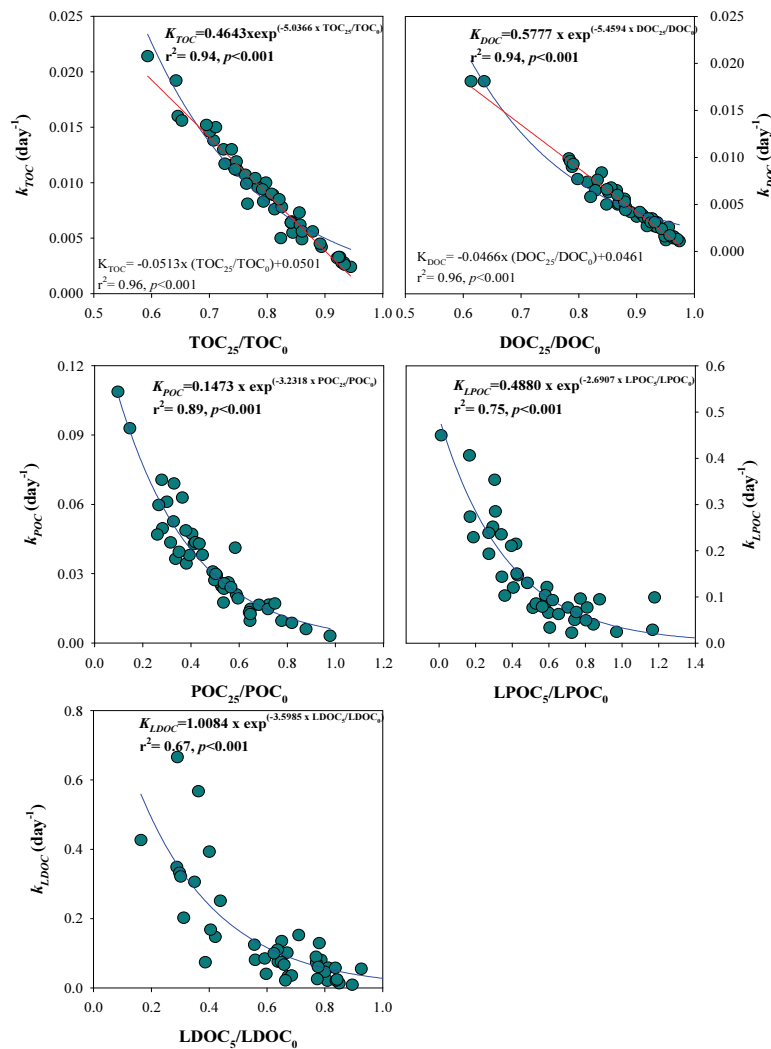 K_TOC=0.4643xexp^(-5.0366 x TOC25/TOC0)
r²= 0.94, p<0.001
K_TOC= -0.0513x (TOC25/TOC0)+0.0501
r²= 0.96, p<0.001
k_TOC (day⁻¹)
0.025
0.020
0.015
0.010
0.005
0.000
0.5 0.6 0.7 0.8 0.9 1.0
TOC25/TOC0
K_DOC=0.5777 x exp^(-5.4594 x DOC25/DOC0)
r²= 0.94, p<0.001
K_DOC= -0.0466x (DOC25/DOC0)+0.0461
r²= 0.96, p<0.001
k_DOC (day⁻¹)
0.025
0.020
0.015
0.010
0.005
0.000
0.5 0.6 0.7 0.8 0.9 1.0
DOC25/DOC0
K_POC=0.1473 x exp^(-3.2318 x POC25/POC0)
r²= 0.89, p<0.001
k_POC (day⁻¹)
0.12
0.09
0.06
0.03
0.00
0.0 0.2 0.4 0.6 0.8 1.0 1.2
POC25/POC0
K_LPOC=0.4880 x exp^(-2.6907 x LPOC5/LPOC0)
r²= 0.75, p<0.001
k_LPOC (day⁻¹)
0.6
0.5
0.4
0.3
0.2
0.1
0.0
0.0 0.2 0.4 0.6 0.8 1.0 1.2 1.4
LPOC5/LPOC0
K_LDOC=1.0084 x exp^(-3.5985 x LDOC5/LDOC0)
r²= 0.67, p<0.001
k_LDOC (day⁻¹)
0.8
0.6
0.4
0.2
0.0
0.0 0.2 0.4 0.6 0.8 1.0
LDOC5/LDOC0